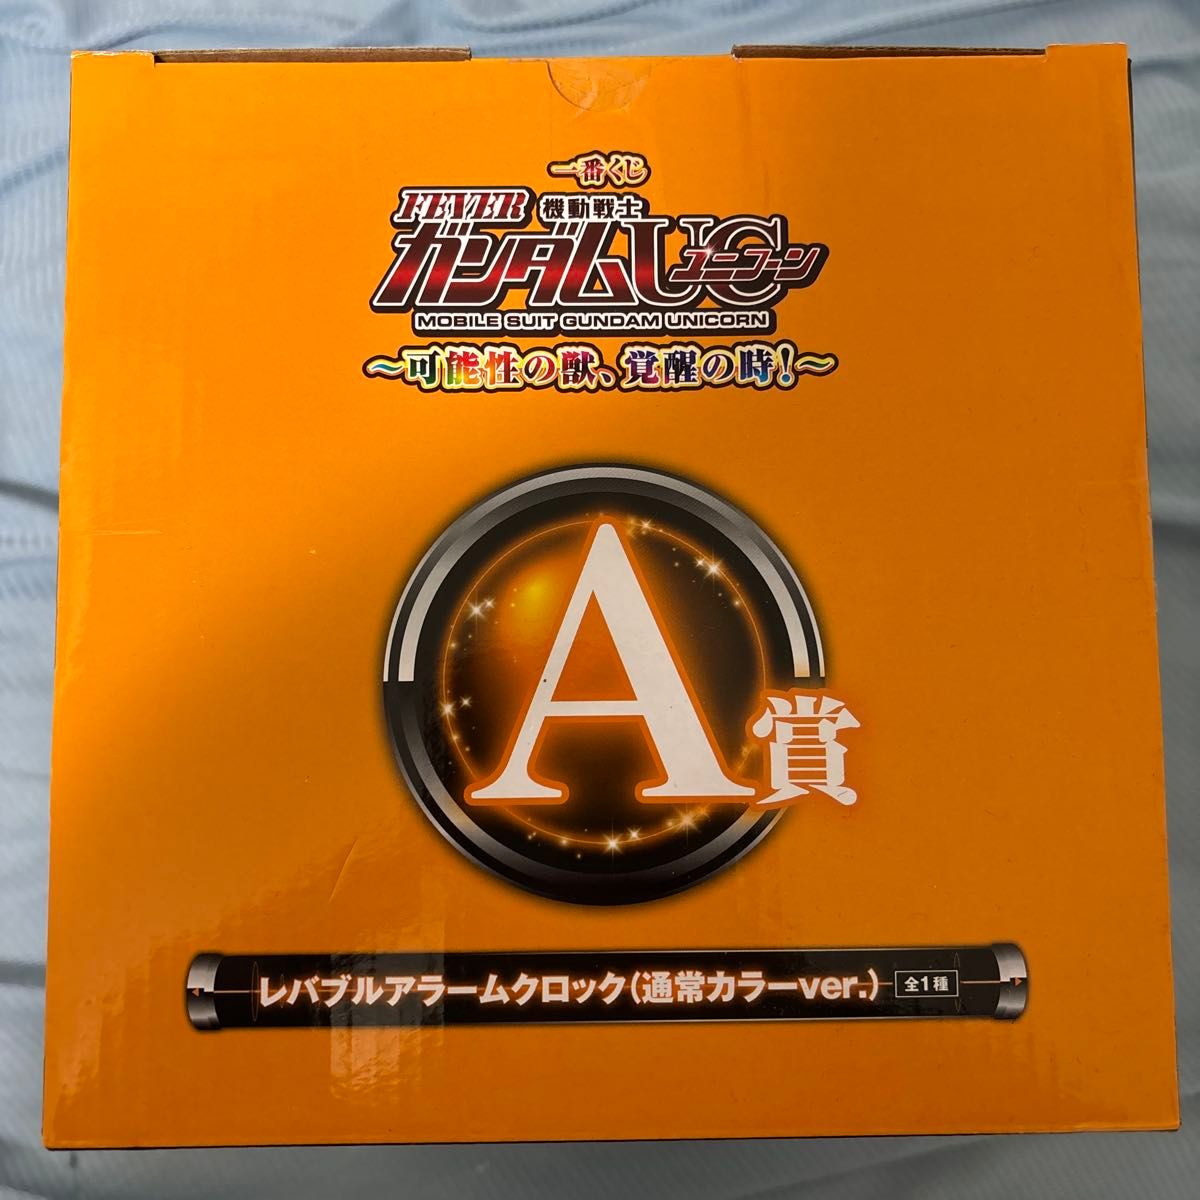 一番くじ
FEVER 機動戦士
ガンダムUC ユニコーン
MOBILE SUIT GUNDAM UNICORN
～可能性の獣、覚醒の時！～
A賞
レバブルアラームクロック(通常カラーver.) 全1種